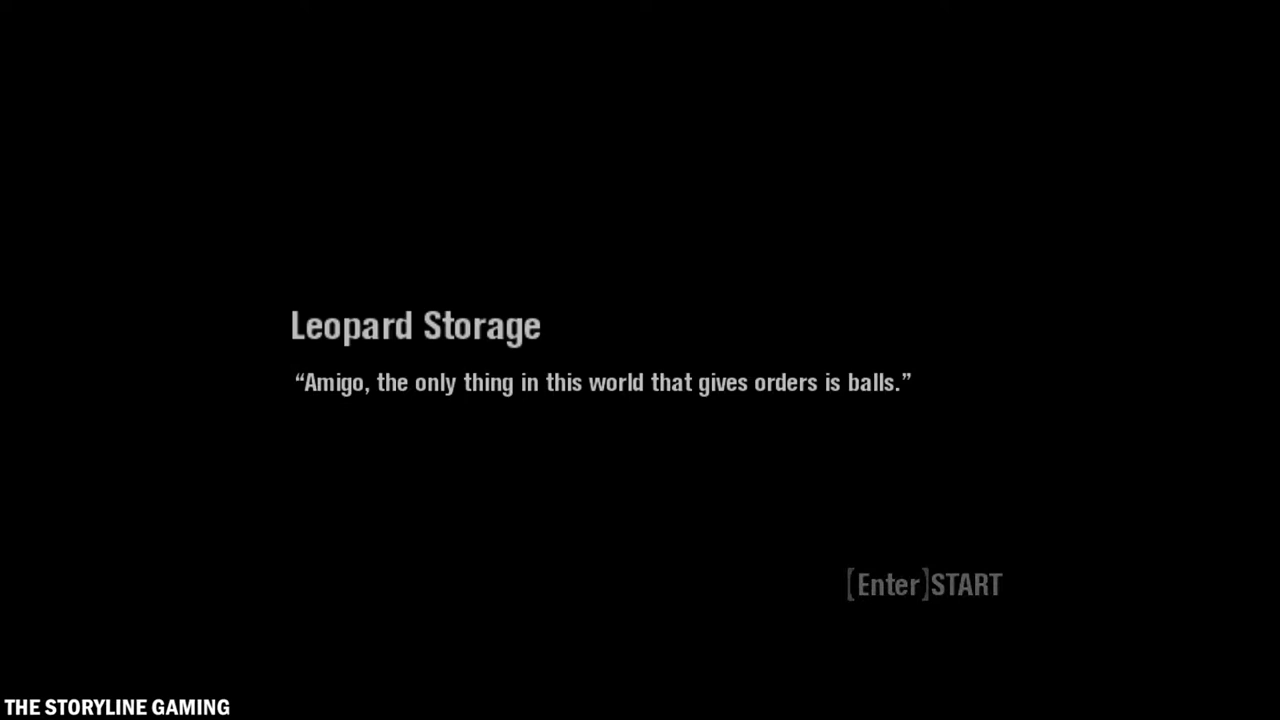 Leopard Storage
“Amigo, the only thing in this world that gives orders is balls.”
[Enter]START
THE STORYLINE GAMING